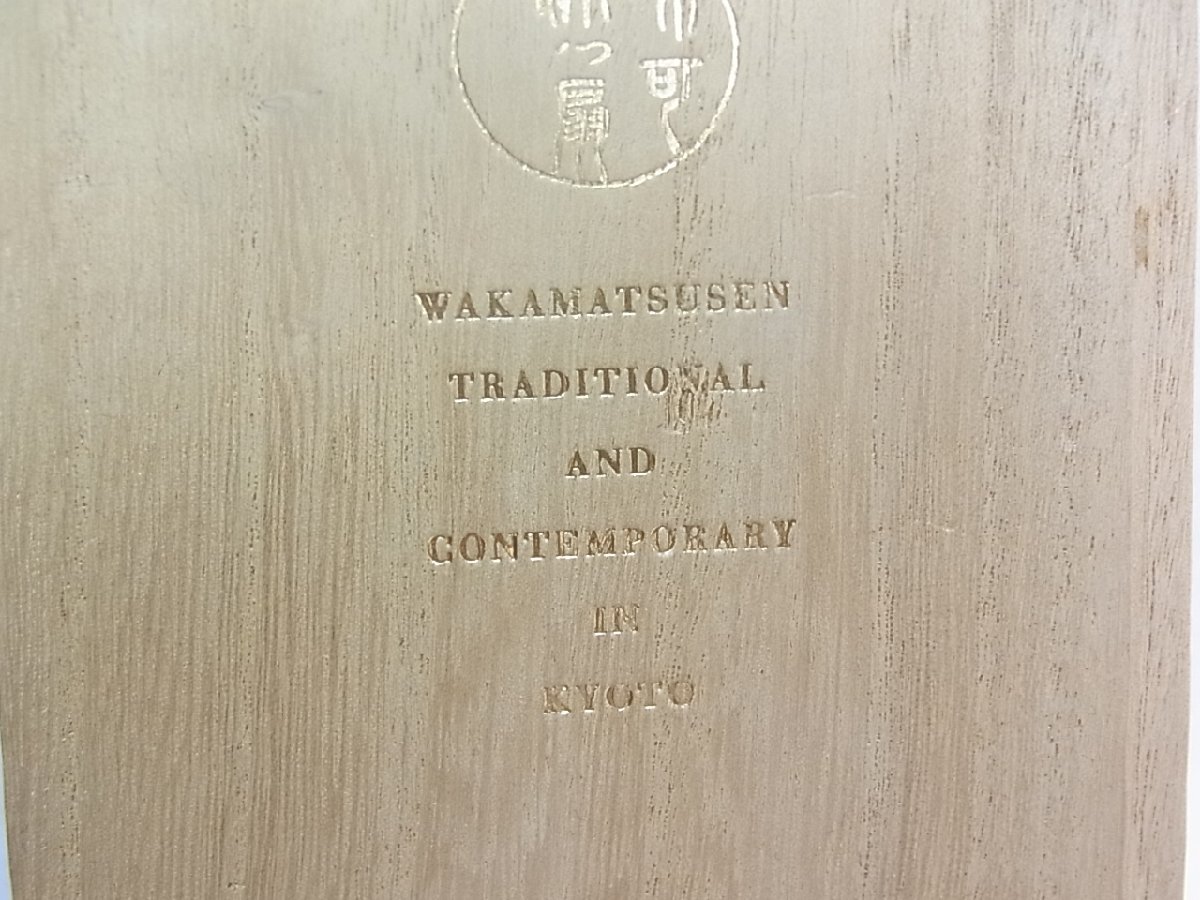 WAKAMATSUSEN
TRADITIONAL
AND
CONTEMPORARY
IN
KYOTO